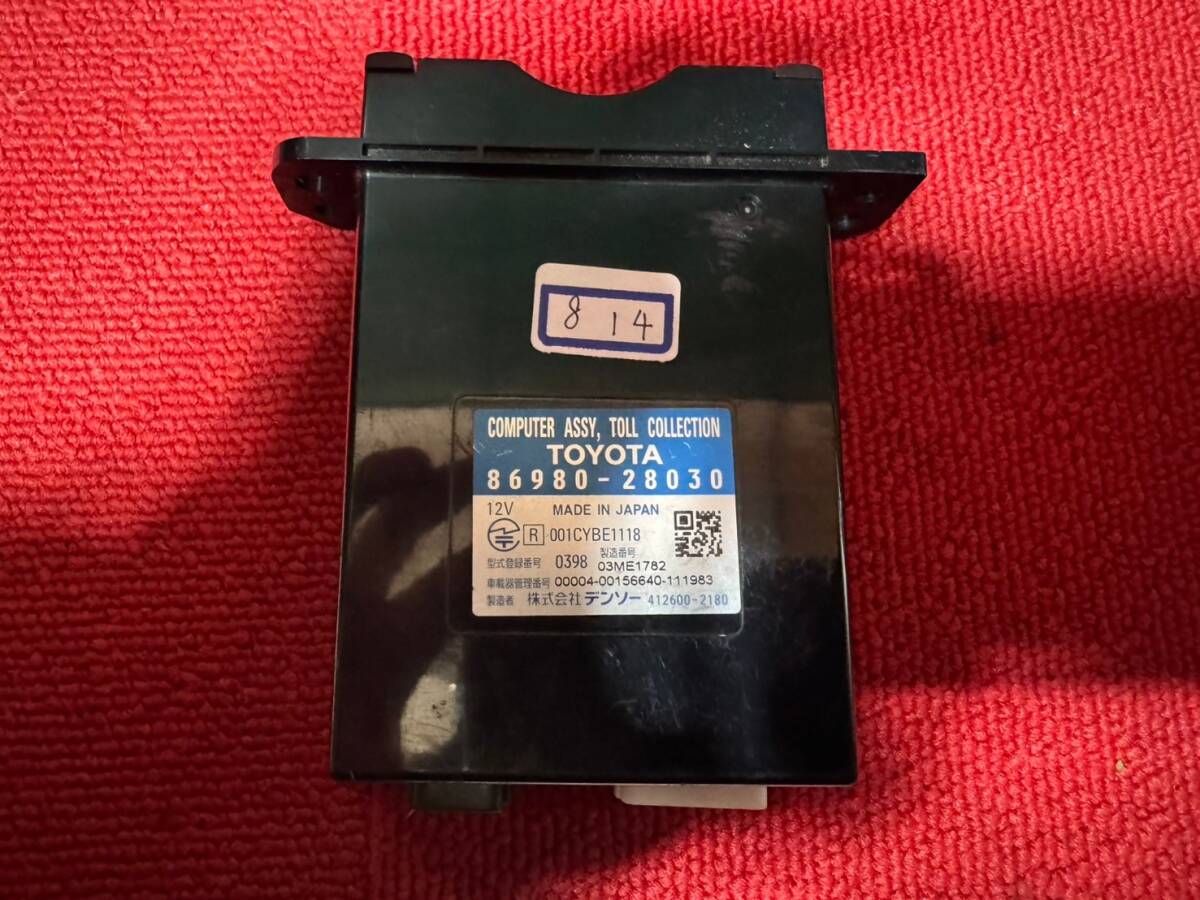 8 14
COMPUTER ASSY, TOLL COLLECTION
TOYOTA
86980-28030
12V MADE IN JAPAN
R 001CYBE1118
型式登録番号 0398 製造番号 03ME1782
車載器管理番号 00004-00156640-111983
製造者 株式会社 デンソー 412600-2180